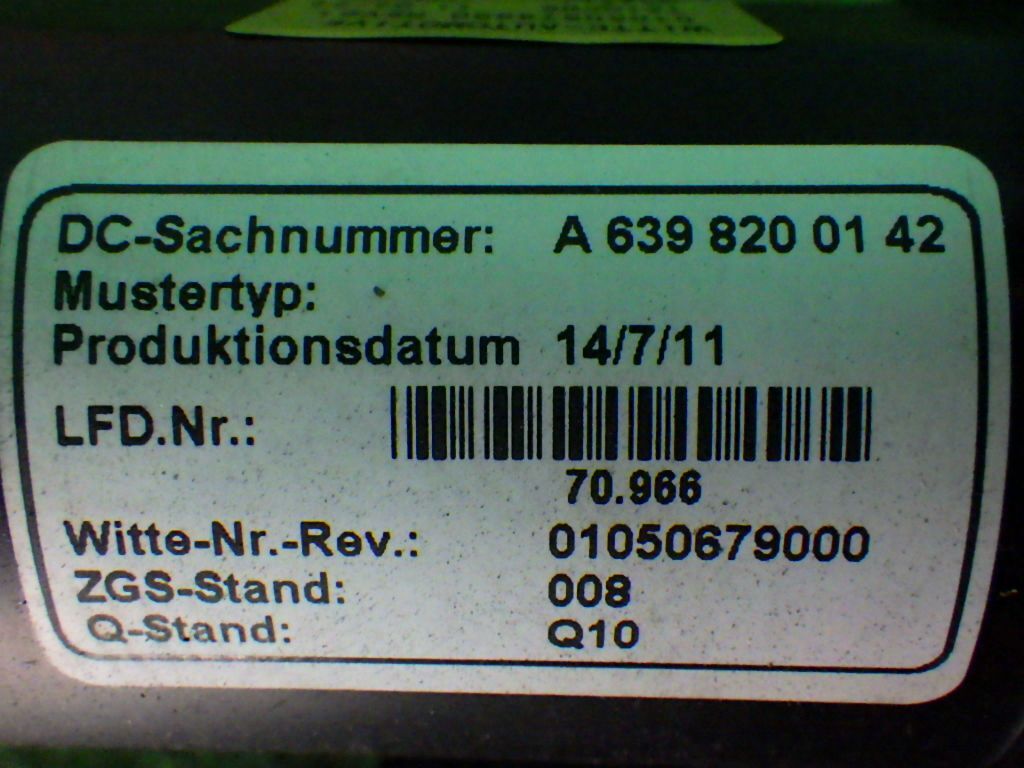 DC-Sachnummer: A 639 820 01 42
Mustertyp:
Produktionsdatum 14/7/11
LFD.Nr.:
70.966
Witte-Nr.-Rev.: 01050679000
ZGS-Stand: 008
Q-Stand: Q10